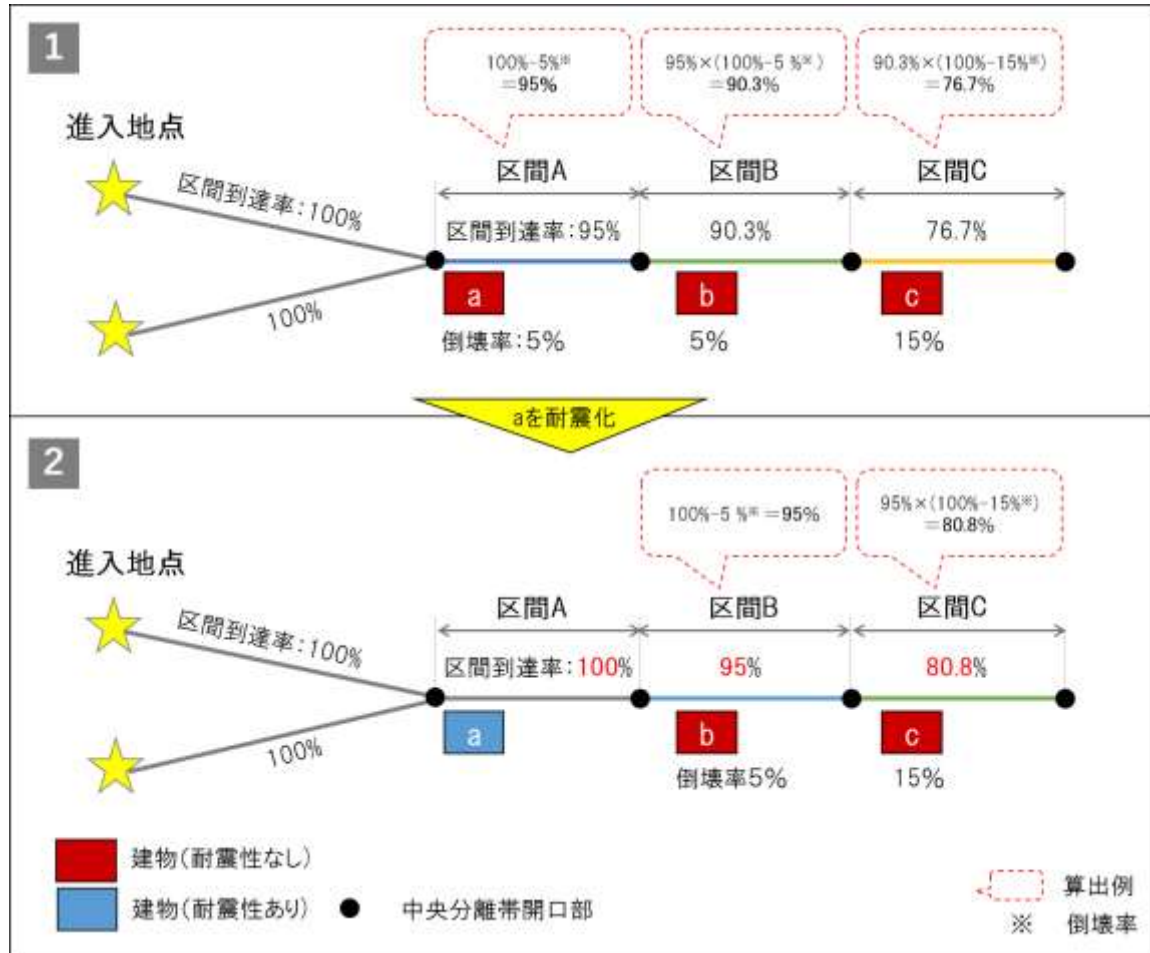 1
100%-5%※
=95%
95%×(100%-5 %※)
=90.3%
90.3%×(100%-15%※)
=76.7%
進入地点
区間A
区間B
区間C
区間到達率:100%
100%
区間到達率:95%
90.3%
76.7%
a
b
c
倒壊率:5%
5%
15%
aを耐震化
2
100%-5 %※ =95%
95%×(100%-15%※)
=80.8%
進入地点
区間A
区間B
区間C
区間到達率:100%
100%
区間到達率:100%
95%
80.8%
a
b
c
倒壊率5%
15%
建物(耐震性なし)
建物(耐震性あり)
中央分離帯開口部
算出例
※ 倒壊率